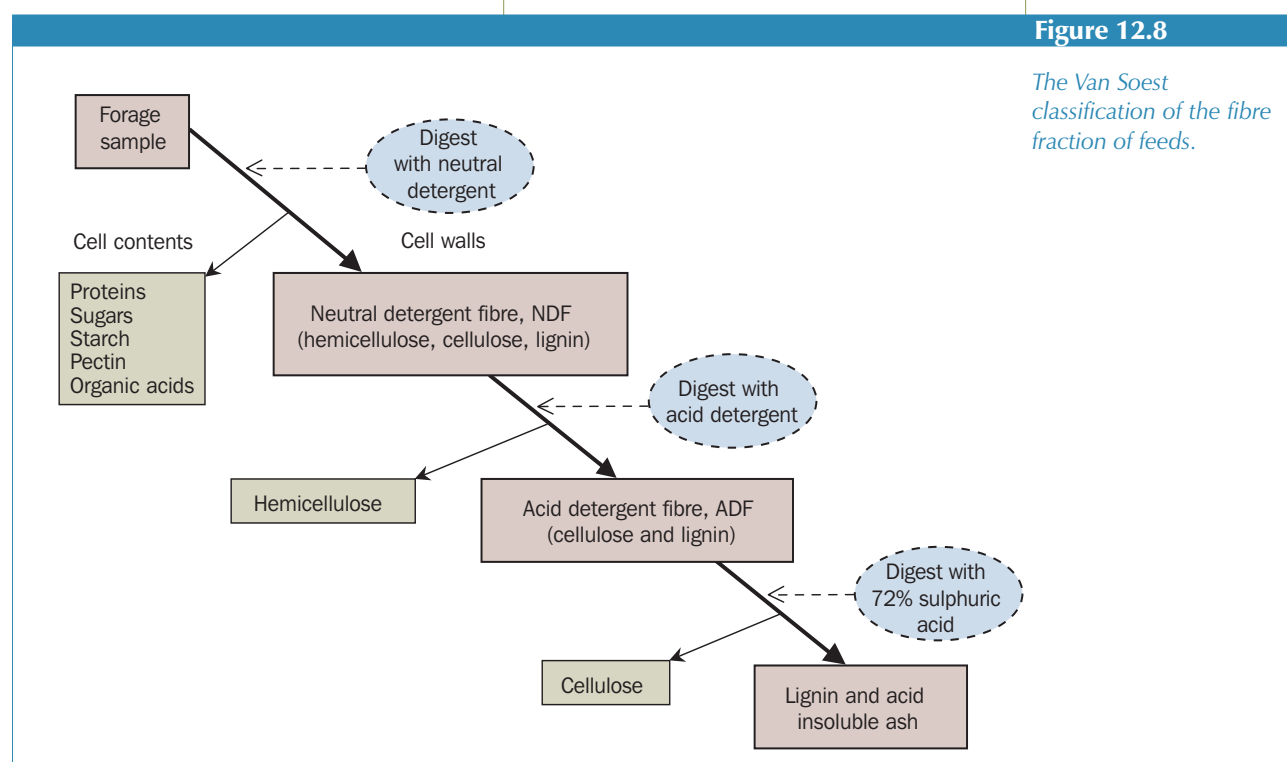 Figure 12.8
The Van Soest
classification of the fibre
fraction of feeds.
Forage
sample
Digest
with neutral
detergent
Cell contents
Cell walls
Proteins
Sugars
Starch
Pectin
Organic acids
Neutral detergent fibre, NDF
(hemicellulose, cellulose, lignin)
Digest with
acid detergent
Hemicellulose
Acid detergent fibre, ADF
(cellulose and lignin)
Digest with
72% sulphuric
acid
Cellulose
Lignin and acid
insoluble ash